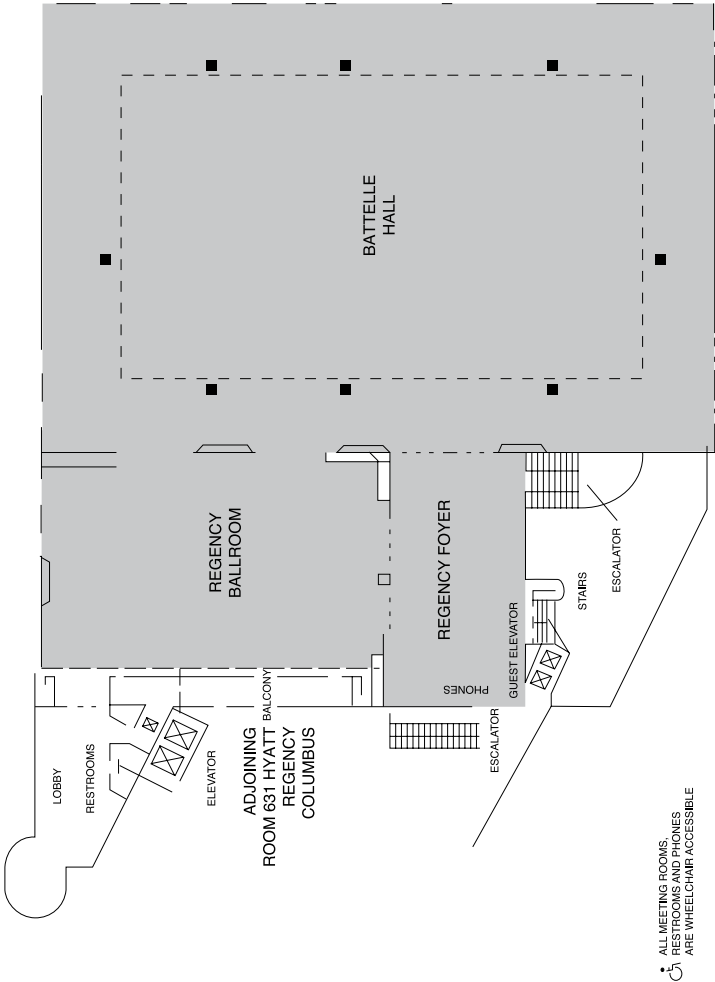 BATTELLE
HALL
REGENCY
BALLROOM
REGENCY FOYER
PHONES
GUEST ELEVATOR
STAIRS
ESCALATOR
ESCALATOR
BALCONY
LOBBY
RESTROOMS
ELEVATOR
ADJOINING
ROOM 631 HYATT
REGENCY
COLUMBUS
ALL MEETING ROOMS,
RESTROOMS AND PHONES
ARE WHEELCHAIR ACCESSIBLE